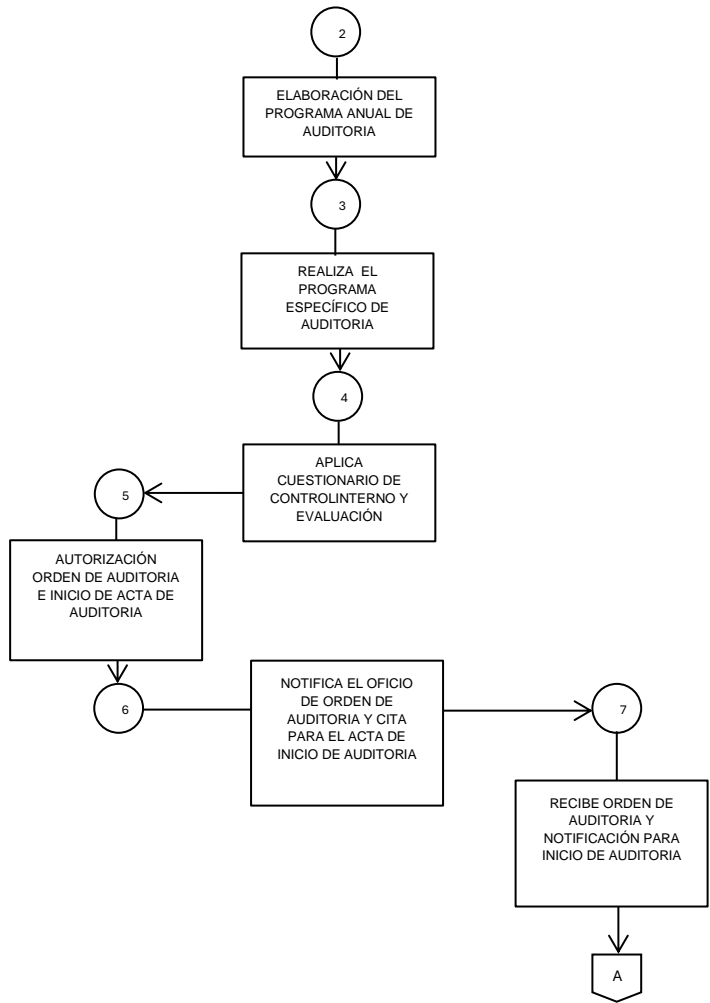 2
ELABORACIÓN DEL
PROGRAMA ANUAL DE
AUDITORIA
3
REALIZA EL
PROGRAMA
ESPECÍFICO DE
AUDITORIA
4
APLICA
CUESTIONARIO DE
CONTROLINTERNO Y
EVALUACIÓN
5
AUTORIZACIÓN
ORDEN DE AUDITORIA
E INICIO DE ACTA DE
AUDITORIA
6
NOTIFICA EL OFICIO
DE ORDEN DE
AUDITORIA Y CITA
PARA EL ACTA DE
INICIO DE AUDITORIA
7
RECIBE ORDEN DE
AUDITORIA Y
NOTIFICACIÓN PARA
INICIO DE AUDITORIA
A